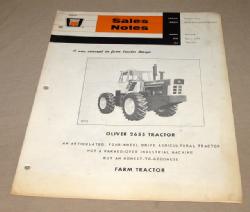 Sales
Notes
A new concept in farm tractor design
OLIVER 2655 TRACTOR
AN ARTICULATED, FOUR-WHEEL DRIVE AGRICULTURAL TRACTOR
NOT A WARMED-OVER INDUSTRIAL MACHINE
BUT AN HONEST-TO-GOODNESS
FARM TRACTOR